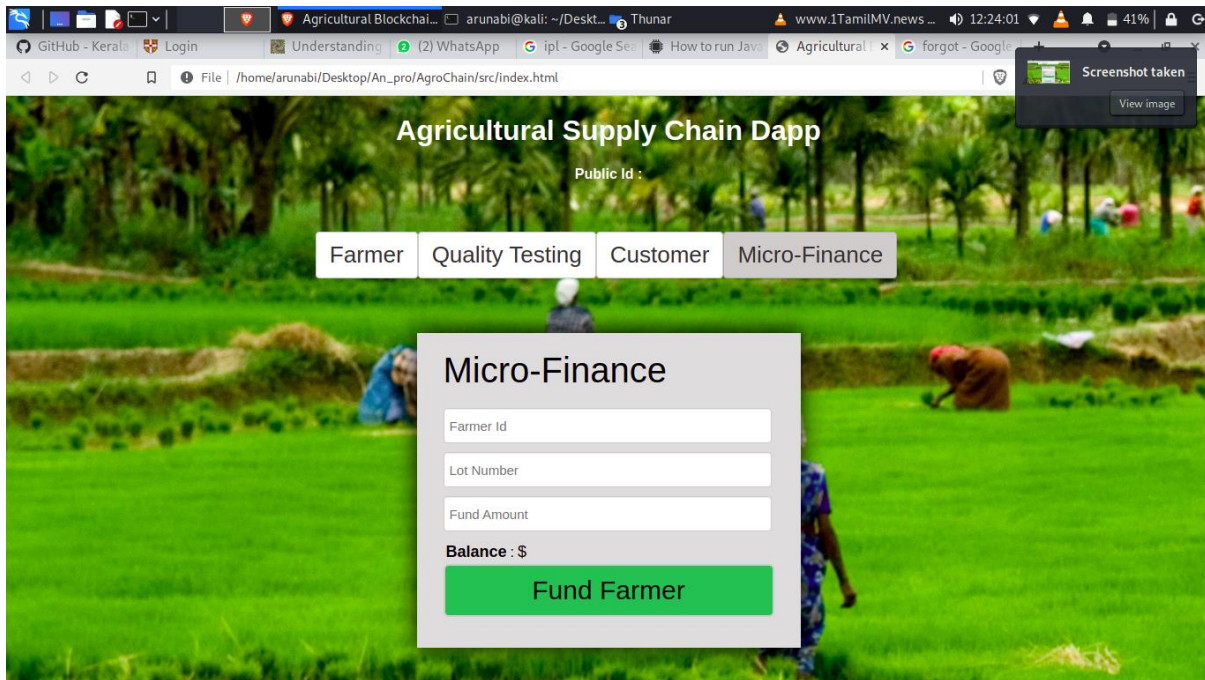 Agricultural Blockchai... arunabi@kali: ~/Deskt... 3 Thunar www.1TamilMV.news ... 12:24:01 41%
GitHub - Kerala Login Understanding 2 (2) WhatsApp ipl - Google Sea How to run Java Agricultural forgot - Google
File /home/arunabi/Desktop/An_pro/AgroChain/src/index.html
Screenshot taken
View image
Agricultural Supply Chain Dapp
Public Id :
Farmer Quality Testing Customer Micro-Finance
Micro-Finance
Farmer Id
Lot Number
Fund Amount
Balance : $
Fund Farmer